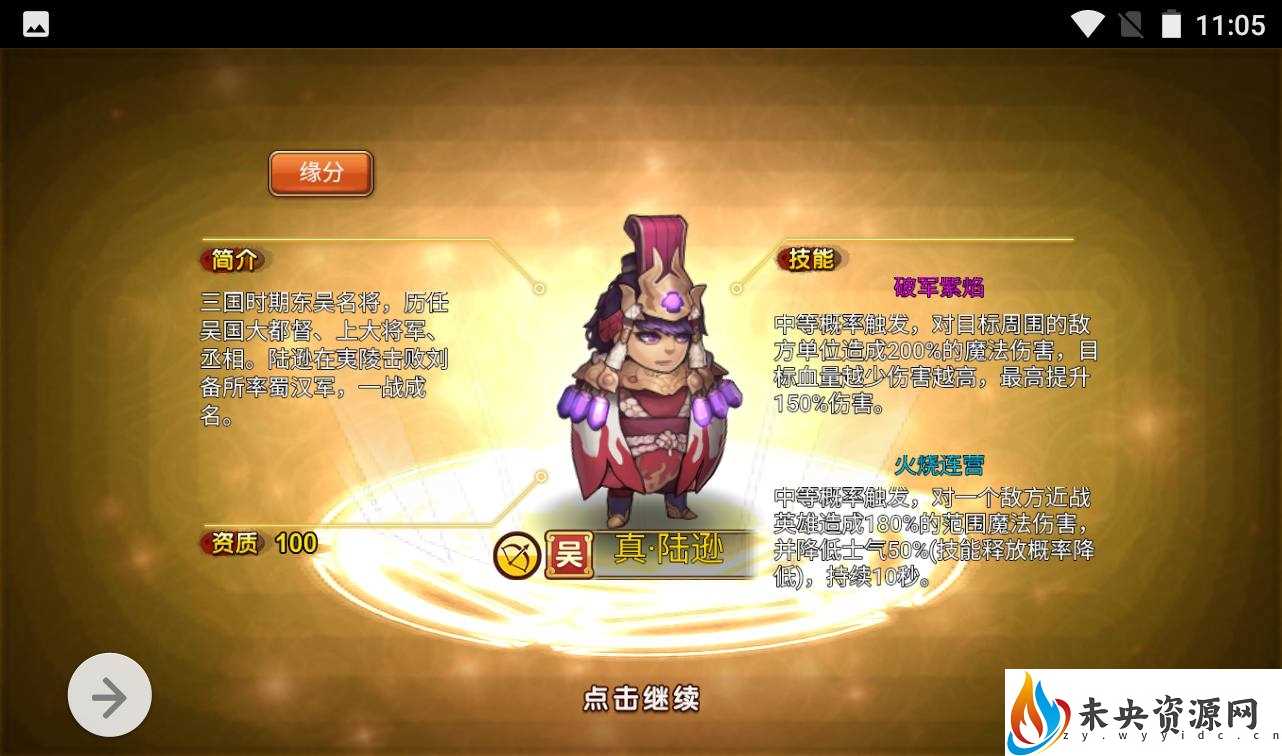 11:05
缘分
简介
三国时期东吴名将，历任
吴国大都督、上大将军、
丞相。陆逊在夷陵击败刘
备所率蜀汉军，一战成
名。
资质 100
技能
破军紫焰
中等概率触发，对目标周围的敌
方单位造成200%的魔法伤害，目
标血量越少伤害越高，最高提升
150%伤害。
火烧连营
中等概率触发，对一个敌方近战
英雄造成180%的范围魔法伤害，
并降低士气50%(技能释放概率降
低)，持续10秒。
吴 真·陆逊
点击继续
未央资源网
zy.wyyidc.cn